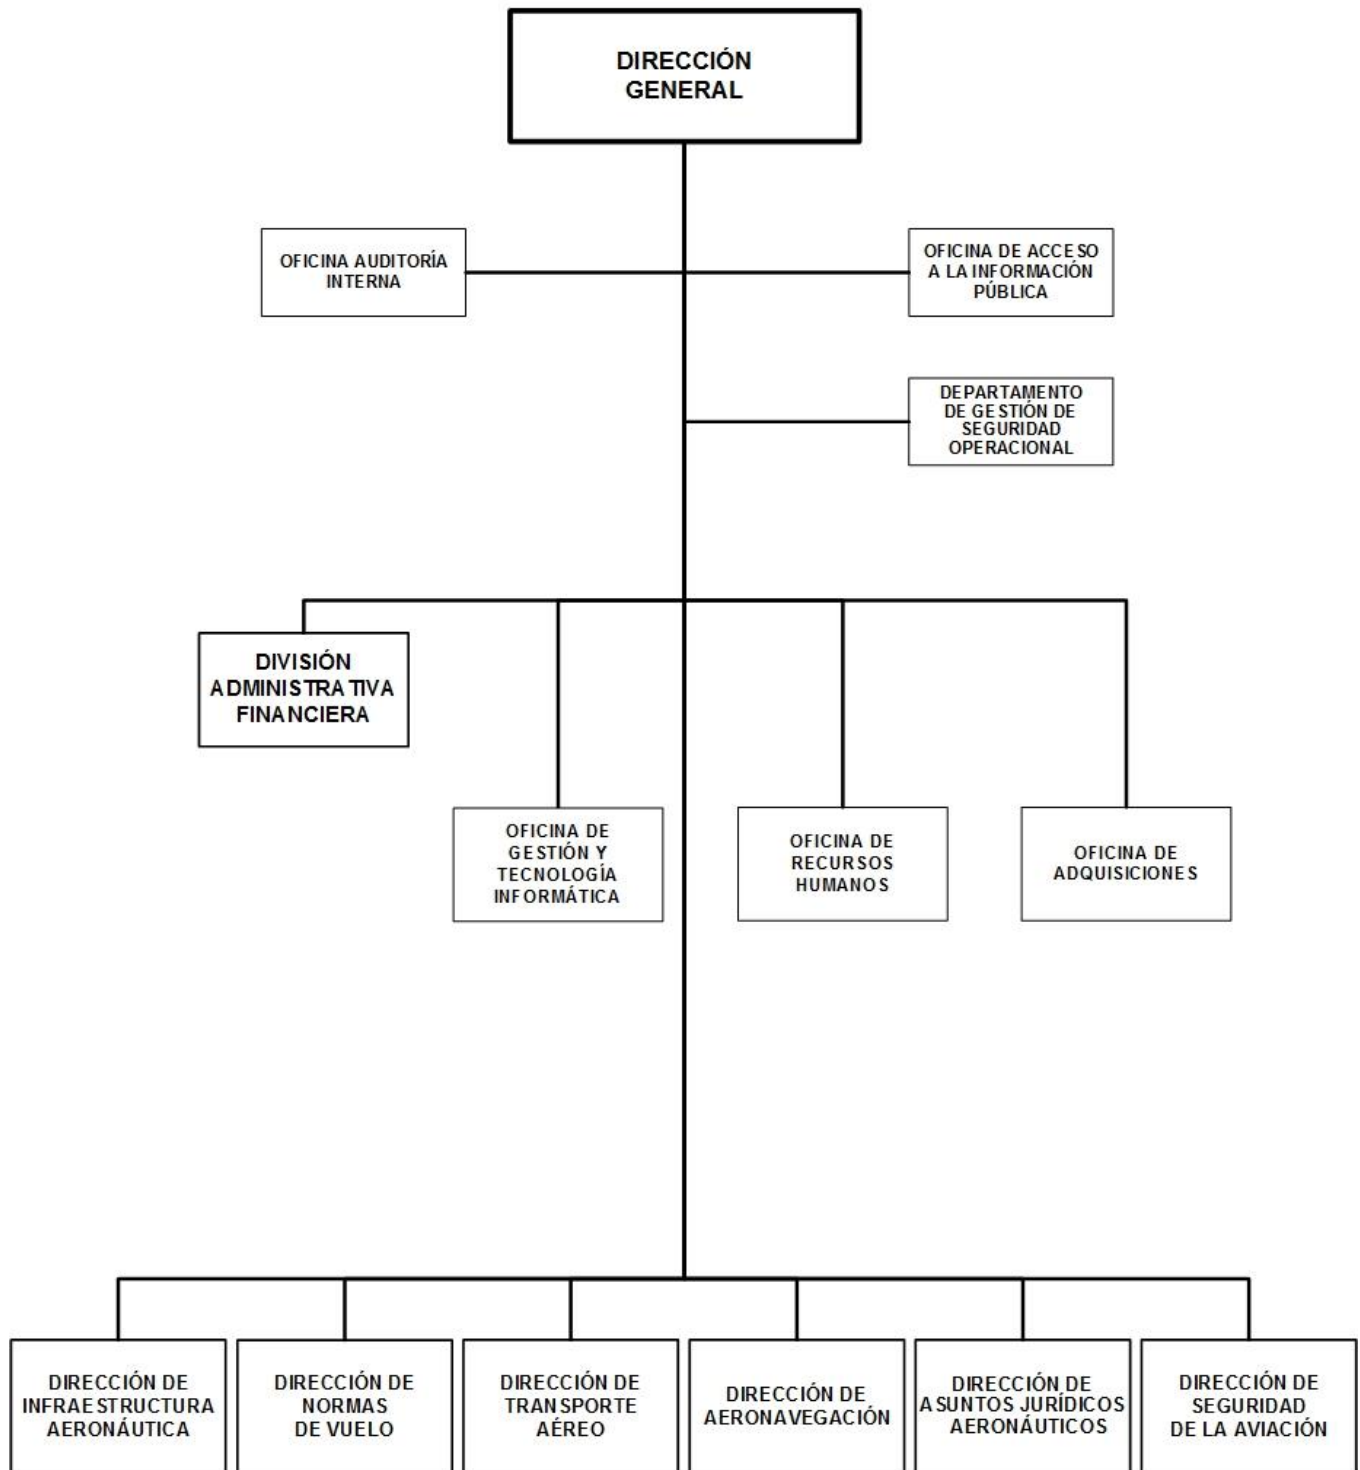 DIRECCIÓN
GENERAL
OFICINA AUDITORÍA
INTERNA
OFICINA DE ACCESO
A LA INFORMACIÓN
PÚBLICA
DEPARTAMENTO
DE GESTIÓN DE
SEGURIDAD
OPERACIONAL
DIVISIÓN
ADMINISTRATIVA
FINANCIERA
OFICINA DE
GESTIÓN Y
TECNOLOGÍA
INFORMÁTICA
OFICINA DE
RECURSOS
HUMANOS
OFICINA DE
ADQUISICIONES
DIRECCIÓN DE
INFRAESTRUCTURA
AERONÁUTICA
DIRECCIÓN DE
NORMAS
DE VUELO
DIRECCIÓN DE
TRANSPORTE
AÉREO
DIRECCIÓN DE
AERONAVEGACIÓN
DIRECCIÓN DE
ASUNTOS JURÍDICOS
AERONÁUTICOS
DIRECCIÓN DE
SEGURIDAD
DE LA AVIACIÓN